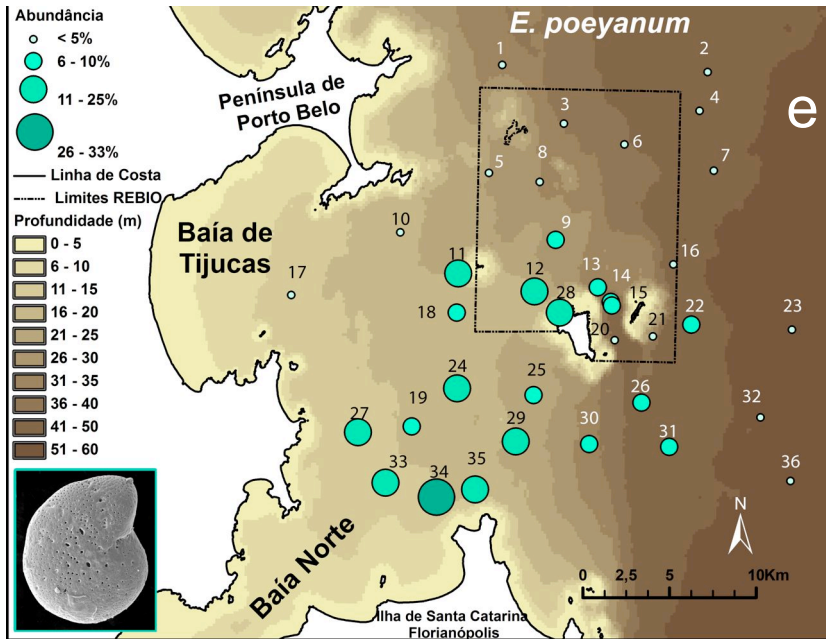 Abundância
< 5%
6 - 10%
11 - 25%
26 - 33%
Linha de Costa
Limites REBIO
Profundidade (m)
0 - 5
6 - 10
11 - 15
16 - 20
21 - 25
26 - 30
31 - 35
36 - 40
41 - 50
51 - 60
E. poeyanum
e
Península de
Porto Belo
Baía de
Tijucas
Baía Norte
Ilha de Santa Catarina
Florianópolis
1
2
3
4
5
6
7
8
9
10
11
12
13
14
15
16
17
18
19
20
21
22
23
24
25
26
27
28
29
30
31
32
33
34
35
36
N
0 2,5 5 10Km